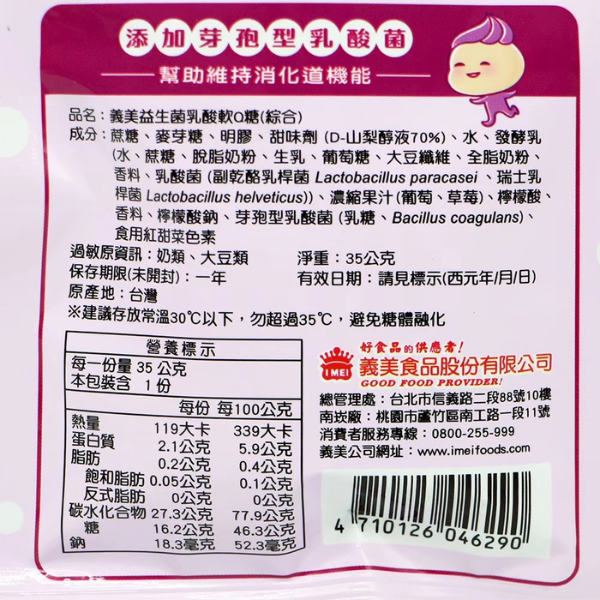 添加芽孢型乳酸菌
幫助維持消化道機能
品名：義美益生菌乳酸軟Q糖(綜合)
成分：蔗糖、麥芽糖、明膠、甜味劑 (D-山梨醇液70%)、水、發酵乳
(水、蔗糖、脫脂奶粉、生乳、葡萄糖、大豆纖維、全脂奶粉、
香料、乳酸菌 (副乾酪乳桿菌 Lactobacillus paracasei 、瑞士乳
桿菌 Lactobacillus helveticus))、濃縮果汁(葡萄、草莓)、檸檬酸、
香料、檸檬酸鈉、芽孢型乳酸菌 (乳糖、Bacillus coagulans)、
食用紅甜菜色素
過敏原資訊：奶類、大豆類 淨重：35公克
保存期限(未開封)：一年 有效日期：請見標示(西元年/月/日)
原產地：台灣
※建議存放常溫30℃以下，勿超過35℃，避免糖體融化
營養標示
每一份量 35 公克
本包裝含 1 份
每份 每100公克
熱量 119大卡 339大卡
蛋白質 2.1公克 5.9公克
脂肪 0.2公克 0.4公克
飽和脂肪 0.05公克 0.1公克
反式脂肪 0公克 0公克
碳水化合物 27.3公克 77.9公克
糖 16.2公克 46.3公克
鈉 18.3毫克 52.3毫克
好食品的供應者！
IMEI 義美食品股份有限公司
GOOD FOOD PROVIDER!
總管理處：台北市信義路二段88號10樓
南崁廠：桃園市蘆竹區南工路一段11號
消費者服務專線：0800-255-999
義美公司網址：www.imeifoods.com
4 710126 046290